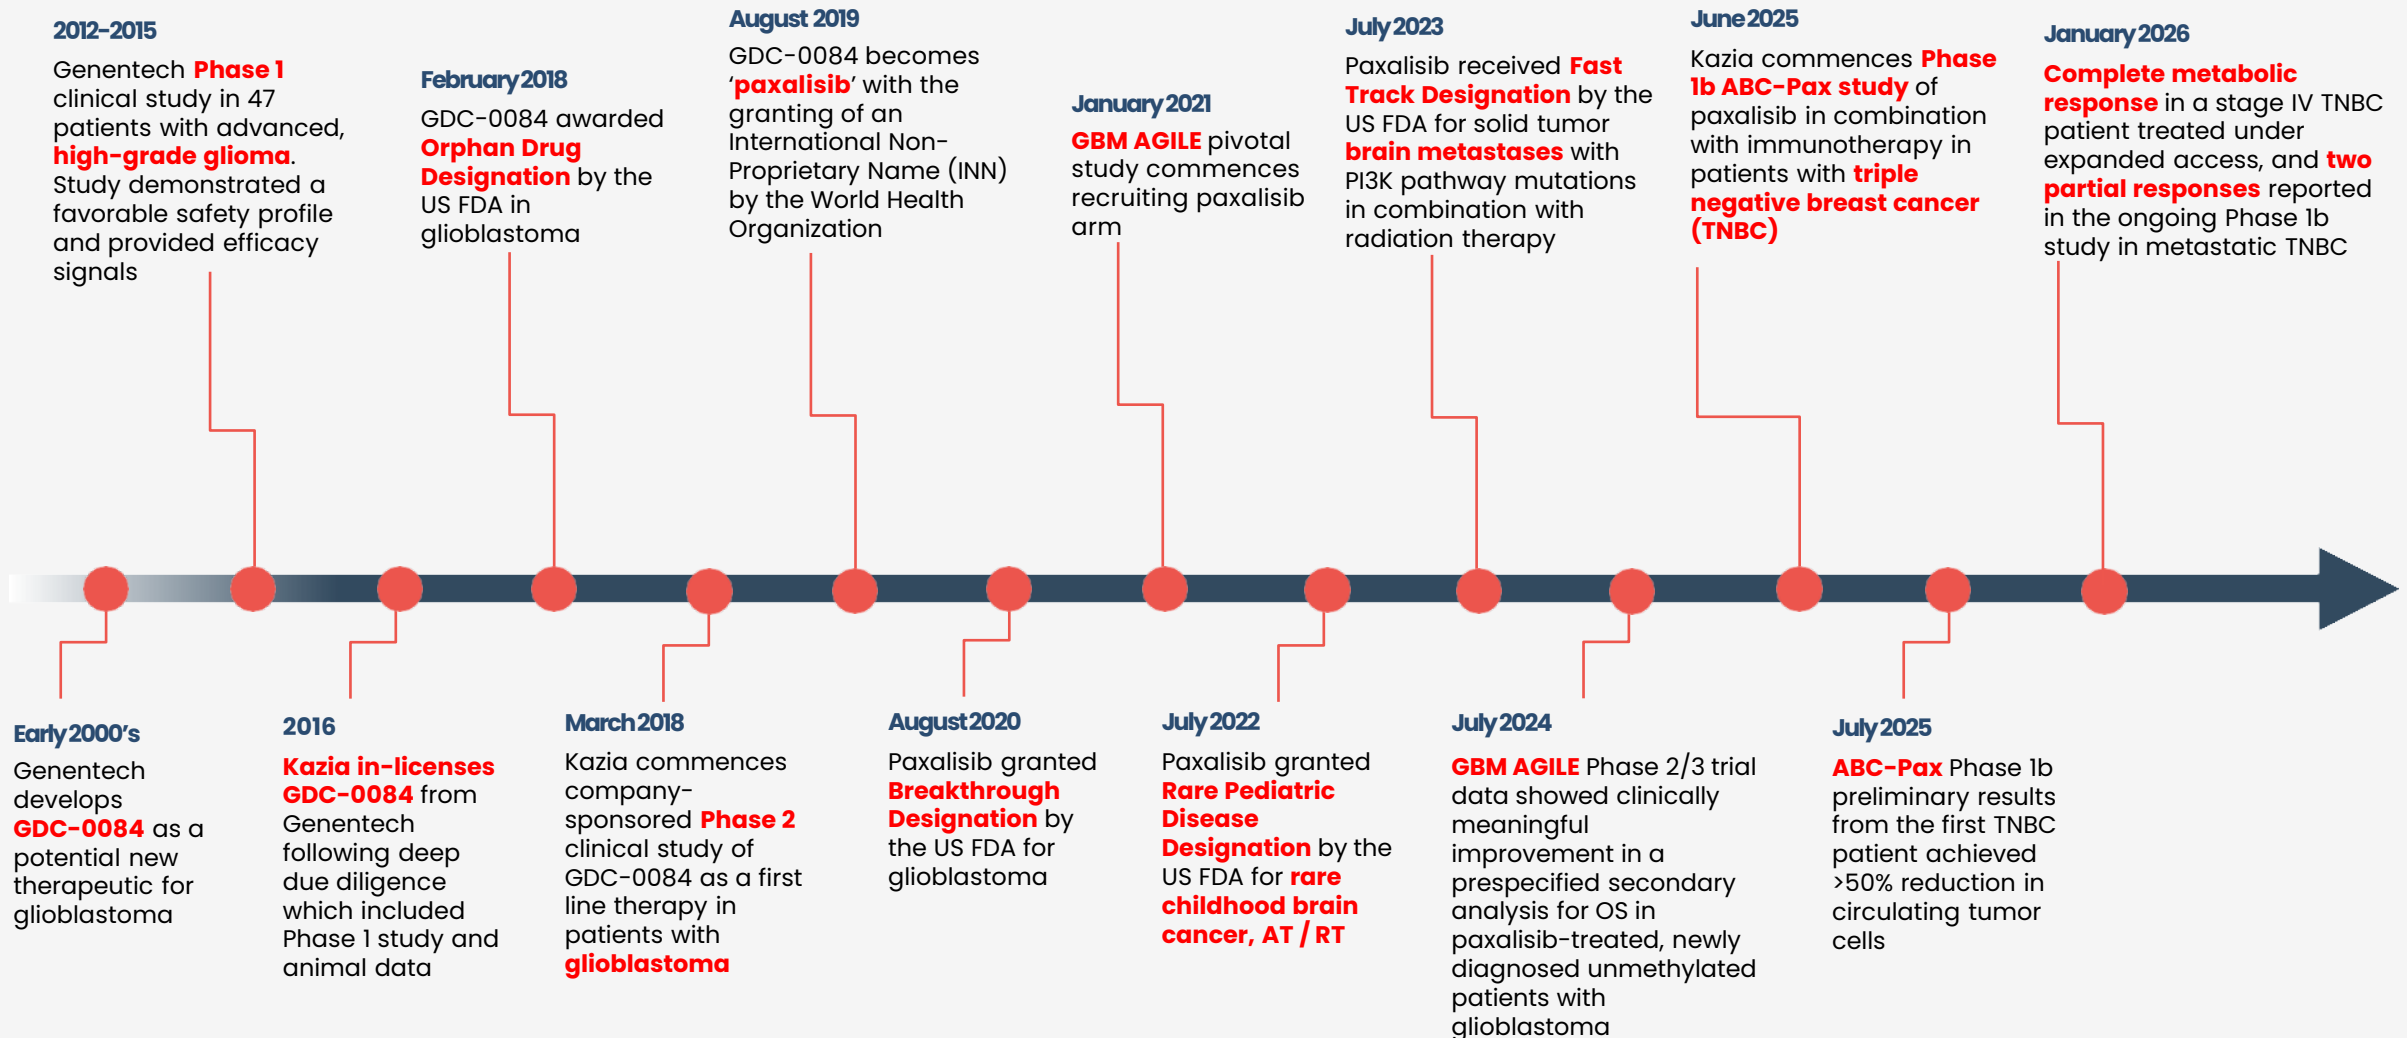 2012-2015
Genentech Phase 1
clinical study in 47
patients with advanced,
high-grade glioma.
Study demonstrated a
favorable safety profile
and provided efficacy
signals
February 2018
GDC-0084 awarded
Orphan Drug
Designation by the
US FDA in
glioblastoma
August 2019
GDC-0084 becomes
‘paxalisib’ with the
granting of an
International Non-
Proprietary Name (INN)
by the World Health
Organization
January 2021
GBM AGILE pivotal
study commences
recruiting paxalisib
arm
July 2023
Paxalisib received Fast
Track Designation by the
US FDA for solid tumor
brain metastases with
PI3K pathway mutations
in combination with
radiation therapy
June 2025
Kazia commences Phase
1b ABC-Pax study of
paxalisib in combination
with immunotherapy in
patients with triple
negative breast cancer
(TNBC)
January 2026
Complete metabolic
response in a stage IV TNBC
patient treated under
expanded access, and two
partial responses reported
in the ongoing Phase 1b
study in metastatic TNBC
Early 2000’s
Genentech
develops
GDC-0084 as a
potential new
therapeutic for
glioblastoma
2016
Kazia in-licenses
GDC-0084 from
Genentech
following deep
due diligence
which included
Phase 1 study and
animal data
March 2018
Kazia commences
company-
sponsored Phase 2
clinical study of
GDC-0084 as a first
line therapy in
patients with
glioblastoma
August 2020
Paxalisib granted
Breakthrough
Designation by
the US FDA for
glioblastoma
July 2022
Paxalisib granted
Rare Pediatric
Disease
Designation by the
US FDA for rare
childhood brain
cancer, AT / RT
July 2024
GBM AGILE Phase 2/3 trial
data showed clinically
meaningful
improvement in a
prespecified secondary
analysis for OS in
paxalisib-treated, newly
diagnosed unmethylated
patients with
glioblastoma
July 2025
ABC-Pax Phase 1b
preliminary results
from the first TNBC
patient achieved
>50% reduction in
circulating tumor
cells